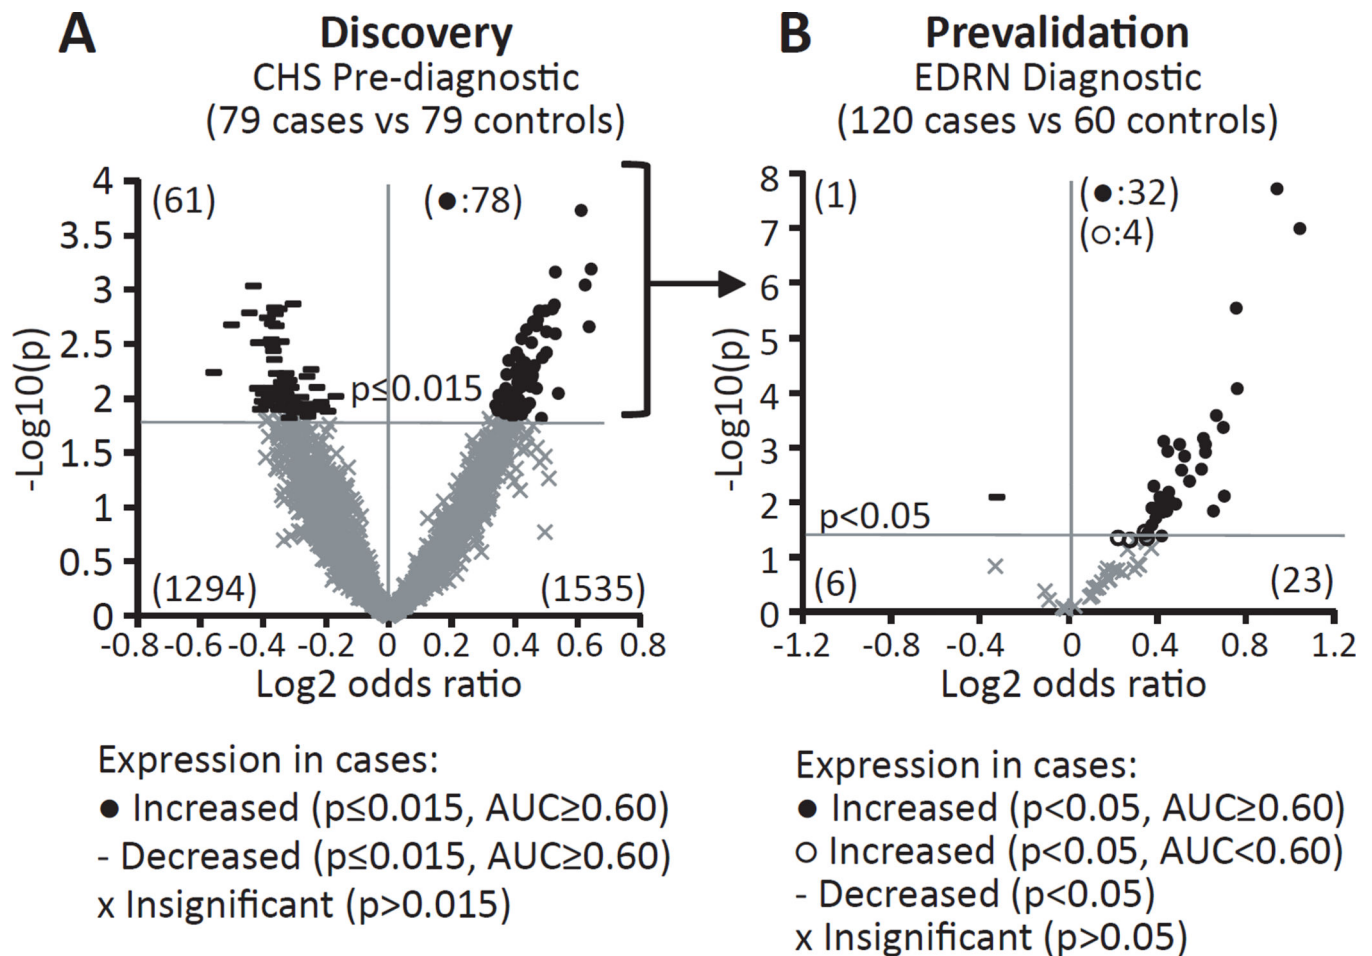 A
Discovery
CHS Pre-diagnostic
(79 cases vs 79 controls)
4
3.5
3
2.5
2
1.5
1
0.5
0
-Log10(p)
(61)
(●:78)
p≤0.015
(1294)
(1535)
-0.8 -0.6 -0.4 -0.2 0 0.2 0.4 0.6 0.8
Log2 odds ratio
Expression in cases:
● Increased (p≤0.015, AUC≥0.60)
- Decreased (p≤0.015, AUC≥0.60)
x Insignificant (p>0.015)
B
Prevalidation
EDRN Diagnostic
(120 cases vs 60 controls)
8
7
6
5
4
3
2
1
0
-Log10(p)
(1)
(●:32)
(○:4)
p<0.05
(6)
(23)
-1.2 -0.8 -0.4 0 0.4 0.8 1.2
Log2 odds ratio
Expression in cases:
● Increased (p<0.05, AUC≥0.60)
○ Increased (p<0.05, AUC<0.60)
- Decreased (p<0.05)
x Insignificant (p>0.05)